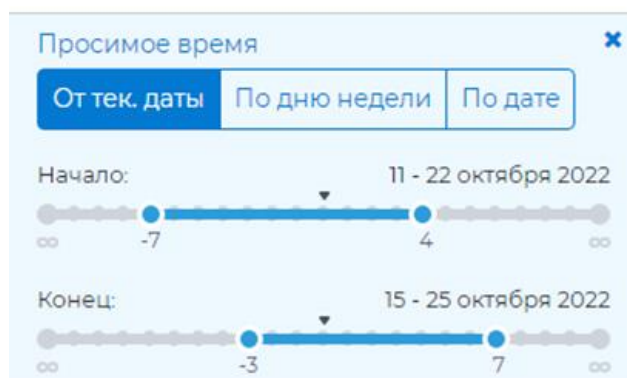 Просимое время
От тек. даты По дню недели По дате
Начало: 11 - 22 октября 2022
∞ -7 4 ∞
Конец: 15 - 25 октября 2022
∞ -3 7 ∞